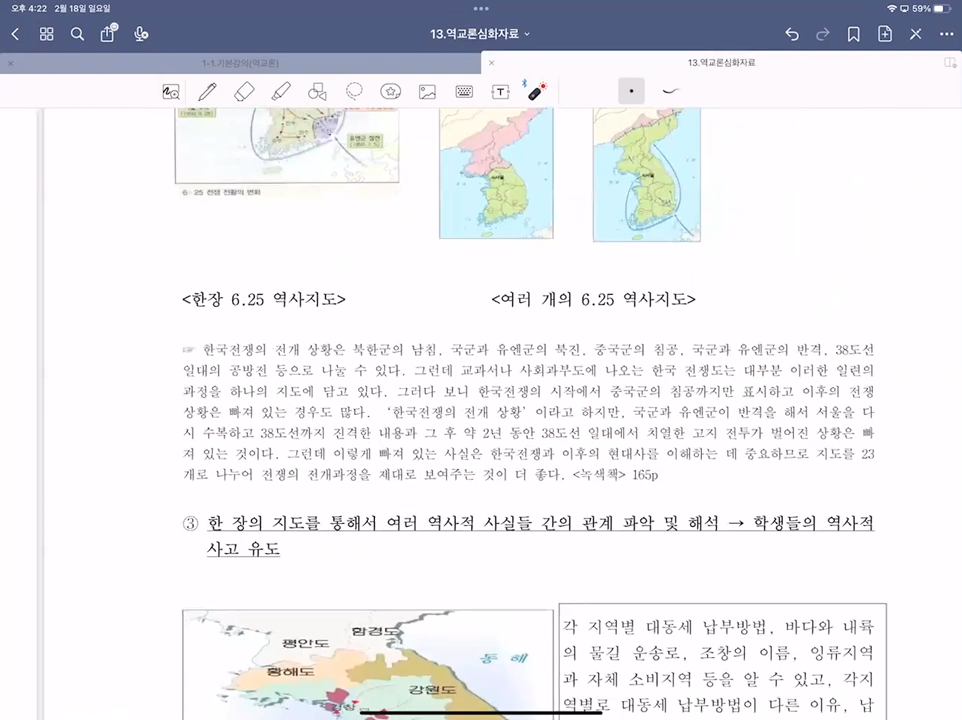 오후 4:22 2월 18일 일요일
59%
13.역교론심화자료
1-1.기본강의(역교론)
13.역교론심화자료
6·25 전쟁 전황의 변화
<한장 6.25 역사지도>
<여러 개의 6.25 역사지도>
☞ 한국전쟁의 전개 상황은 북한군의 남침, 국군과 유엔군의 북진, 중국군의 침공, 국군과 유엔군의 반격, 38도선
일대의 공방전 등으로 나눌 수 있다. 그런데 교과서나 사회과부도에 나오는 한국 전쟁도는 대부분 이러한 일련의
과정을 하나의 지도에 담고 있다. 그러다 보니 한국전쟁의 시작에서 중국군의 침공까지만 표시하고 이후의 전쟁
상황은 빠져 있는 경우도 많다. ‘한국전쟁의 전개 상황’이라고 하지만, 국군과 유엔군이 반격을 해서 서울을 다
시 수복하고 38도선까지 진격한 내용과 그 후 약 2년 동안 38도선 일대에서 치열한 고지 전투가 벌어진 상황은 빠
져 있는 것이다. 그런데 이렇게 빠져 있는 사실은 한국전쟁과 이후의 현대사를 이해하는 데 중요하므로 지도를 23
개로 나누어 전쟁의 전개과정을 제대로 보여주는 것이 더 좋다. <녹색책> 165p
③ 한 장의 지도를 통해서 여러 역사적 사실들 간의 관계 파악 및 해석 → 학생들의 역사적
사고 유도
함경도
평안도
동 해
황해도
강원도
각 지역별 대동세 납부방법, 바다와 내륙
의 물길 운송로, 조창의 이름, 잉류지역
과 자체 소비지역 등을 알 수 있고, 각지
역별로 대동세 납부방법이 다른 이유, 납